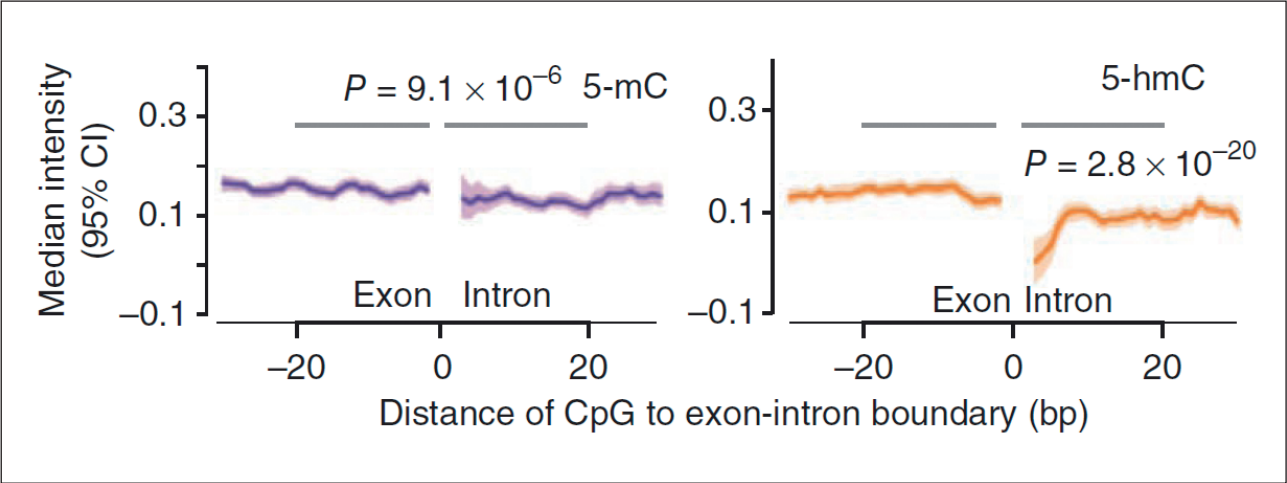 Median intensity
(95% CI)
0.3
0.1
–0.1
P = 9.1 × 10⁻⁶ 5-mC
Exon Intron
–20 0 20
0.3
0.1
–0.1
5-hmC
P = 2.8 × 10⁻²⁰
Exon Intron
–20 0 20
Distance of CpG to exon-intron boundary (bp)